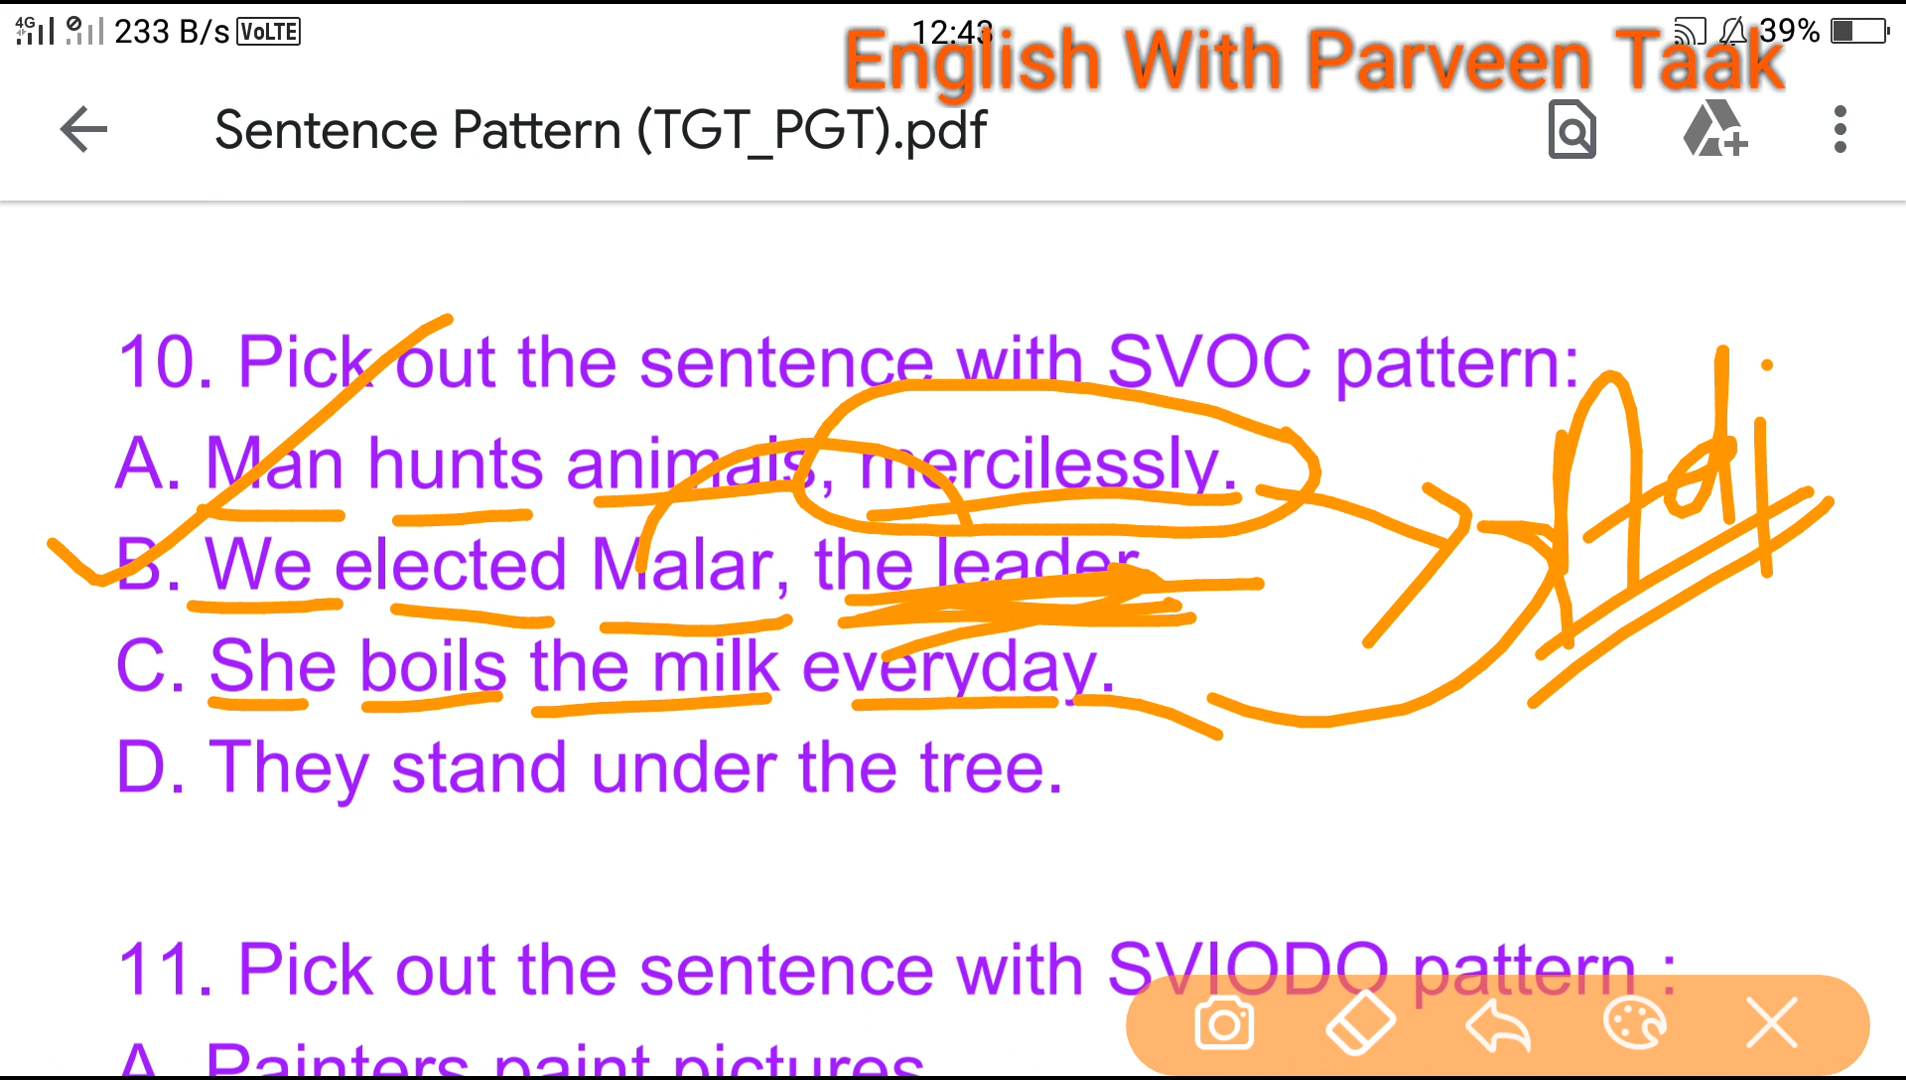 4G 233 B/s VoLTE 12:43 39%
English With Parveen Taak
Sentence Pattern (TGT_PGT).pdf
10. Pick out the sentence with SVOC pattern:
A. Man hunts animals, mercilessly.
B. We elected Malar, the leader
C. She boils the milk everyday.
D. They stand under the tree.
Adj
11. Pick out the sentence with SVIODO pattern :
A. Painters paint pictures